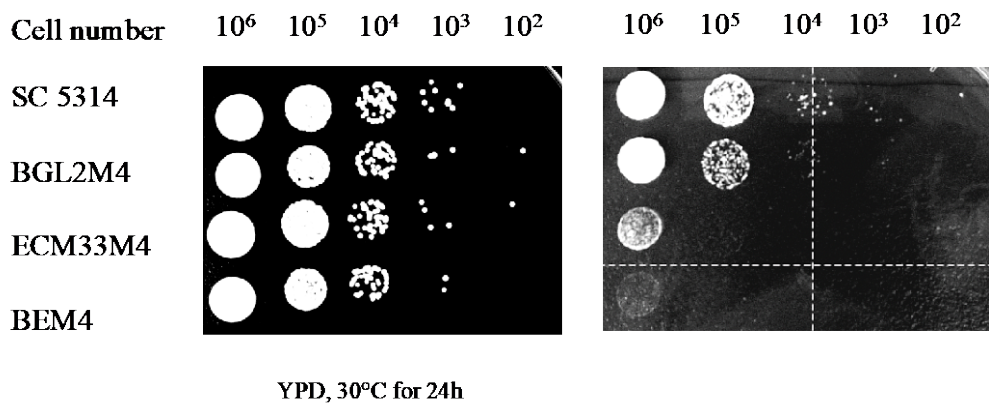 Cell number 10⁶ 10⁵ 10⁴ 10³ 10² 10⁶ 10⁵ 10⁴ 10³ 10²
SC 5314
BGL2M4
ECM33M4
BEM4
YPD, 30°C for 24h